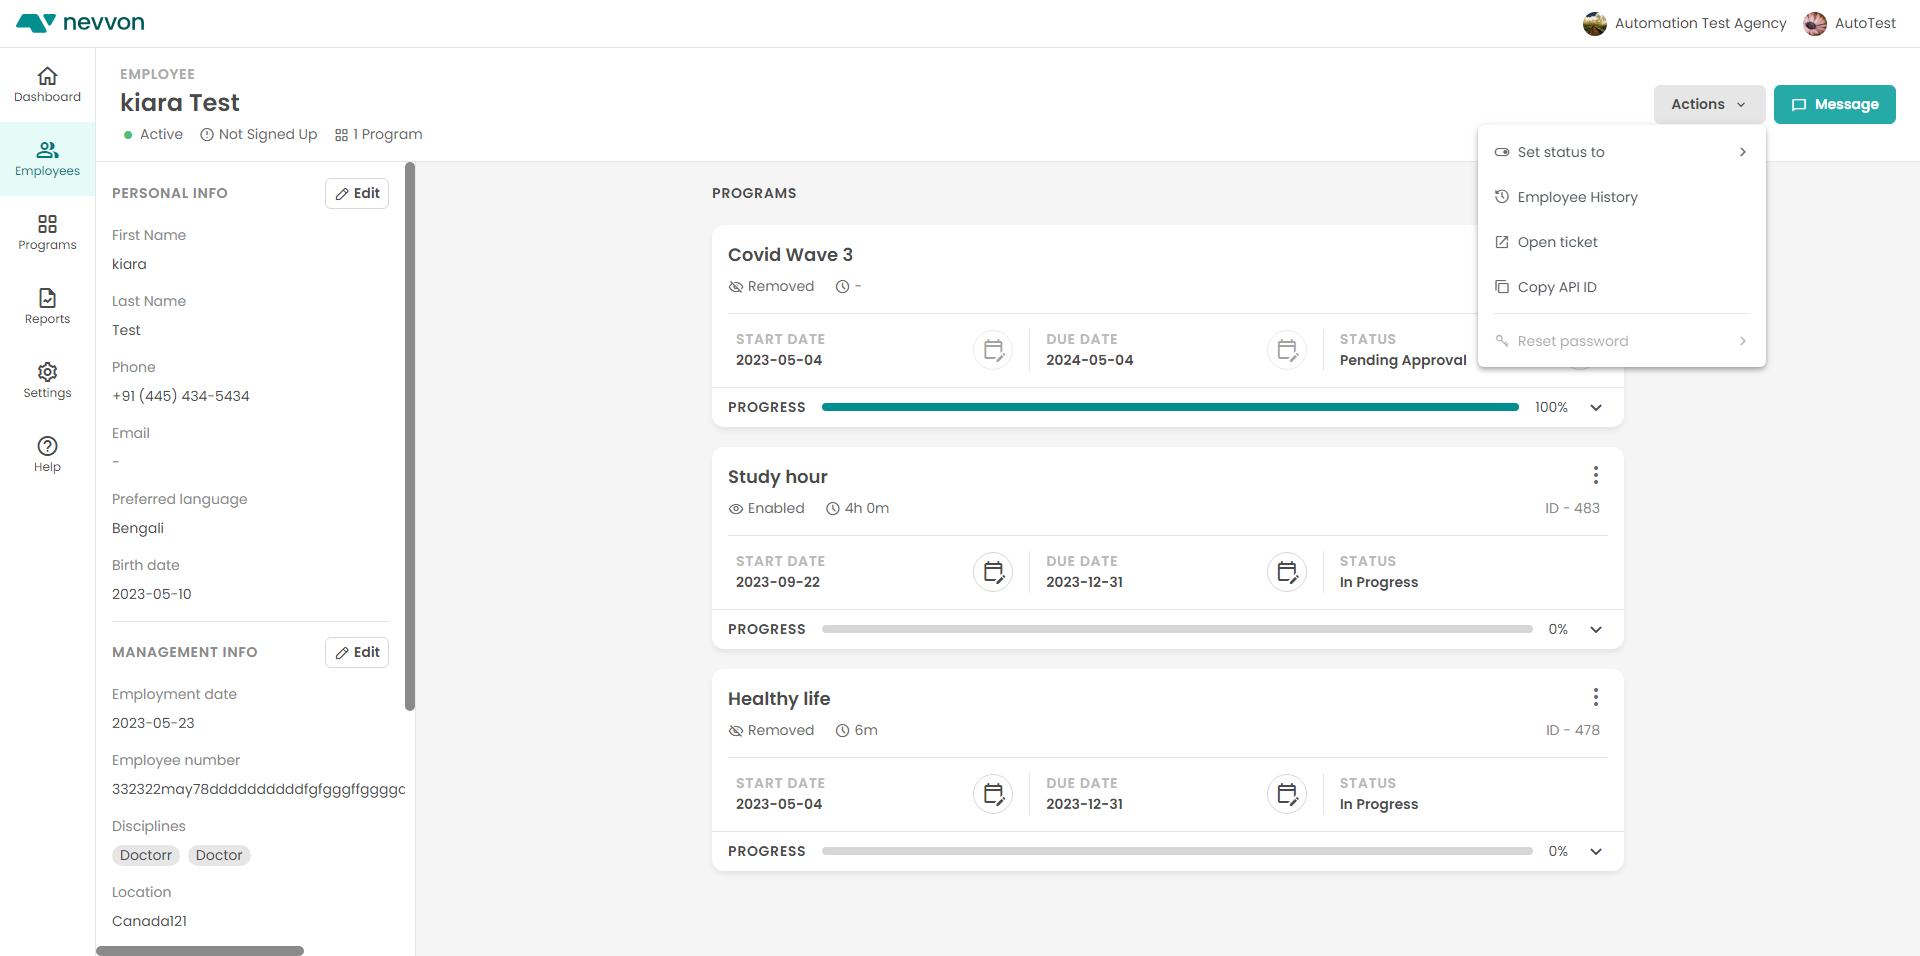 nevvon
Automation Test Agency
AutoTest
Dashboard
Employees
Programs
Reports
Settings
Help
EMPLOYEE
kiara Test
Active
Not Signed Up
1 Program
Actions
Message
Set status to
Employee History
Open ticket
Copy API ID
Reset password
PERSONAL INFO
Edit
First Name
kiara
Last Name
Test
Phone
+91 (445) 434-5434
Email
-
Preferred language
Bengali
Birth date
2023-05-10
MANAGEMENT INFO
Edit
Employment date
2023-05-23
Employee number
Disciplines
Doctorr Doctor
Location
Canada121
PROGRAMS
Covid Wave 3
Removed -
START DATE
2023-05-04
DUE DATE
2024-05-04
STATUS
Pending Approval
PROGRESS 100%
Study hour
Enabled 4h 0m ID - 483
START DATE
2023-09-22
DUE DATE
2023-12-31
STATUS
In Progress
PROGRESS 0%
Healthy life
Removed 6m ID - 478
START DATE
2023-05-04
DUE DATE
2023-12-31
STATUS
In Progress
PROGRESS 0%